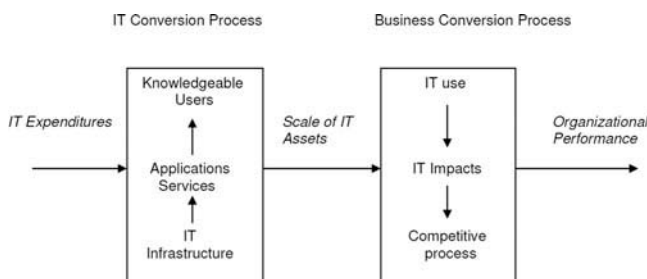 IT Conversion Process
Business Conversion Process
IT Expenditures
Knowledgeable
Users
Applications
Services
IT
Infrastructure
Scale of IT
Assets
IT use
IT Impacts
Competitive
process
Organizational
Performance